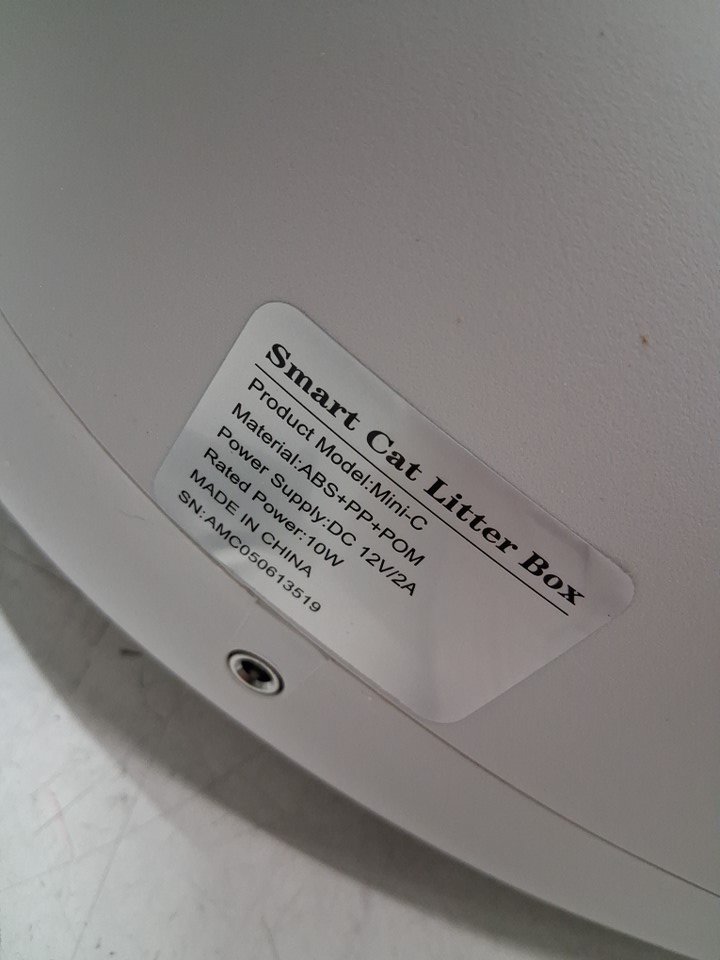 Smart Cat Litter Box
Product Model:Mini-C
Material:ABS+PP+POM
Power Supply:DC 12V/2A
Rated Power:10W
MADE IN CHINA
SN:AMC050613519